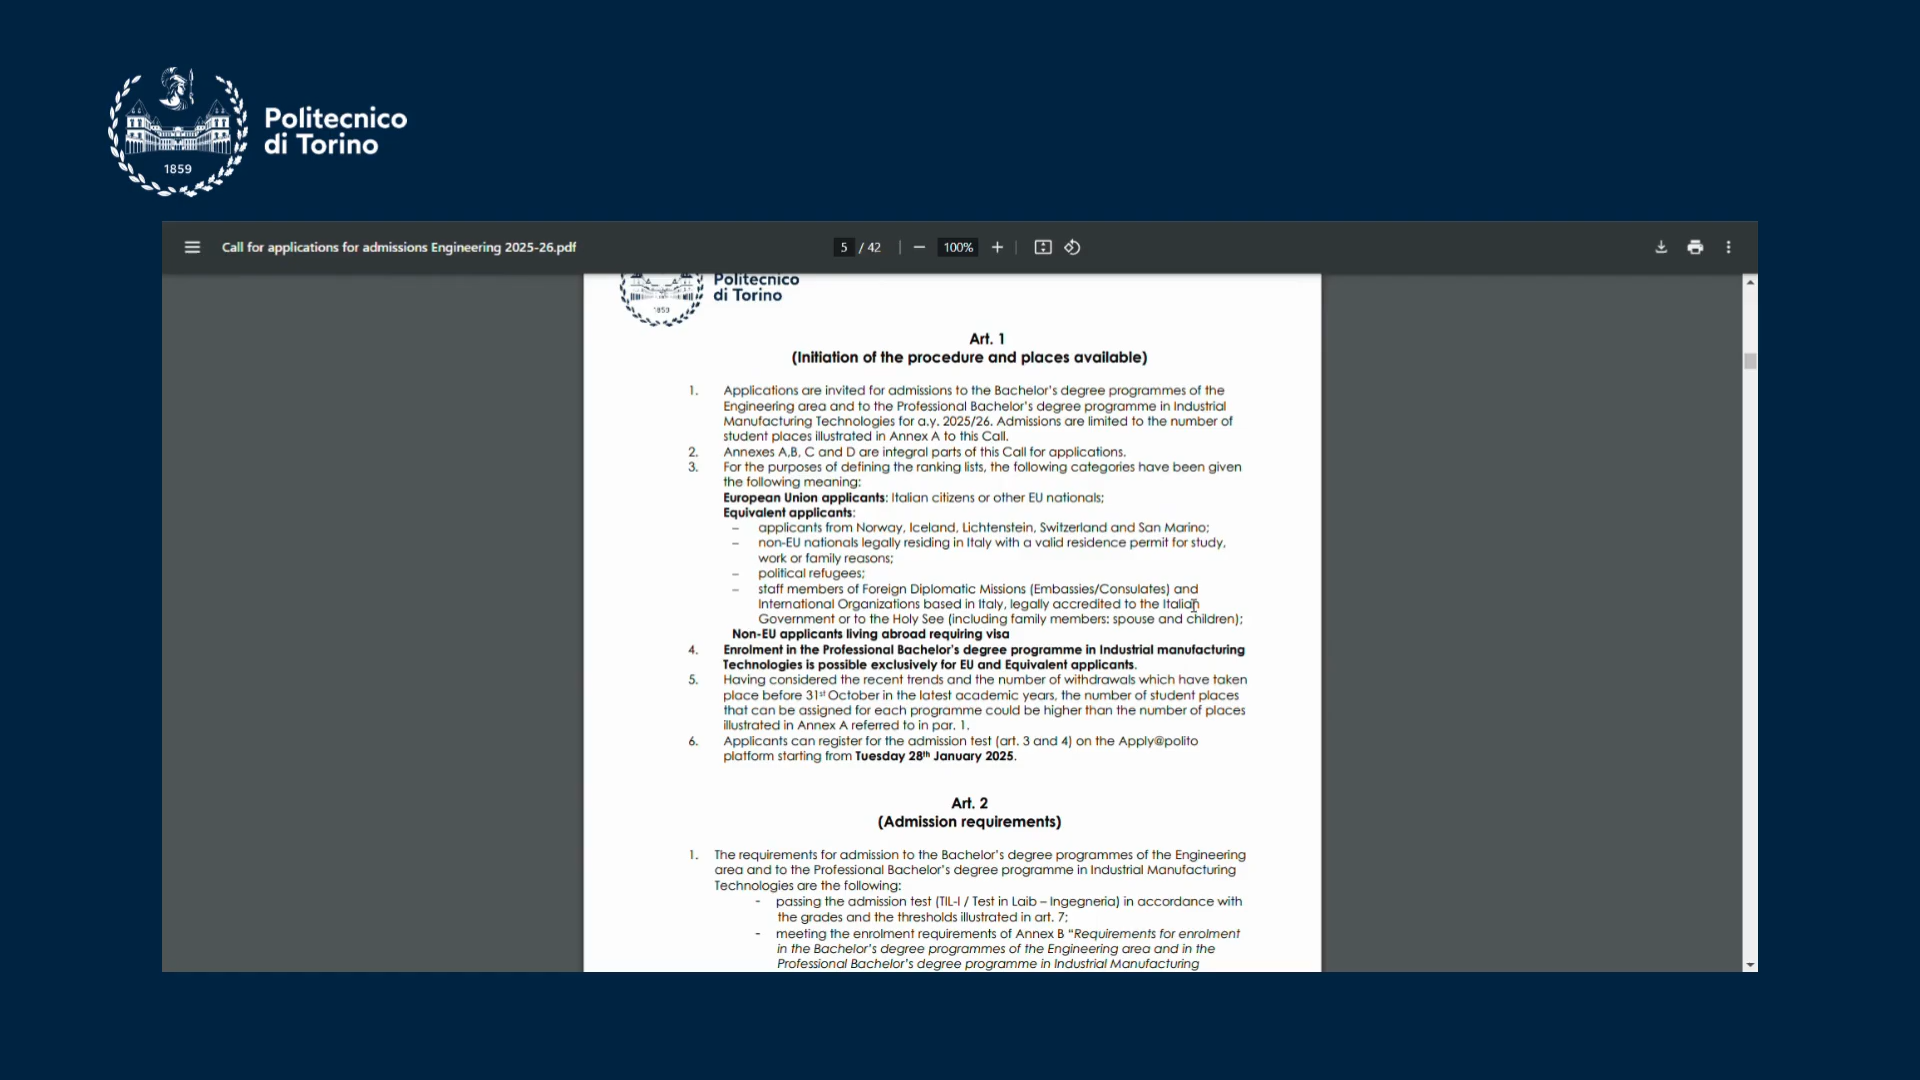 1859
Politecnico
di Torino
Call for applications for admissions Engineering 2025-26.pdf
5 / 42
100%
Politecnico
di Torino
1859
Art. 1
(Initiation of the procedure and places available)
1. Applications are invited for admissions to the Bachelor's degree programmes of the
Engineering area and to the Professional Bachelor's degree programme in Industrial
Manufacturing Technologies for a.y. 2025/26. Admissions are limited to the number of
student places illustrated in Annex A to this Call.
2. Annexes A,B, C and D are integral parts of this Call for applications.
3. For the purposes of defining the ranking lists, the following categories have been given
the following meaning:
European Union applicants: Italian citizens or other EU nationals;
Equivalent applicants:
– applicants from Norway, Iceland, Lichtenstein, Switzerland and San Marino;
– non-EU nationals legally residing in Italy with a valid residence permit for study,
work or family reasons;
– political refugees;
– staff members of Foreign Diplomatic Missions (Embassies/Consulates) and
International Organizations based in Italy, legally accredited to the Italian
Government or to the Holy See (including family members: spouse and children);
Non-EU applicants living abroad requiring visa
4. Enrolment in the Professional Bachelor's degree programme in Industrial manufacturing
Technologies is possible exclusively for EU and Equivalent applicants.
5. Having considered the recent trends and the number of withdrawals which have taken
place before 31st October in the latest academic years, the number of student places
that can be assigned for each programme could be higher than the number of places
illustrated in Annex A referred to in par. 1.
6. Applicants can register for the admission test (art. 3 and 4) on the Apply@polito
platform starting from Tuesday 28th January 2025.
Art. 2
(Admission requirements)
1. The requirements for admission to the Bachelor's degree programmes of the Engineering
area and to the Professional Bachelor's degree programme in Industrial Manufacturing
Technologies are the following:
- passing the admission test (TIL-I / Test in Laib – Ingegneria) in accordance with
the grades and the thresholds illustrated in art. 7;
- meeting the enrolment requirements of Annex B "Requirements for enrolment
in the Bachelor's degree programmes of the Engineering area and in the
Professional Bachelor's degree programme in Industrial Manufacturing